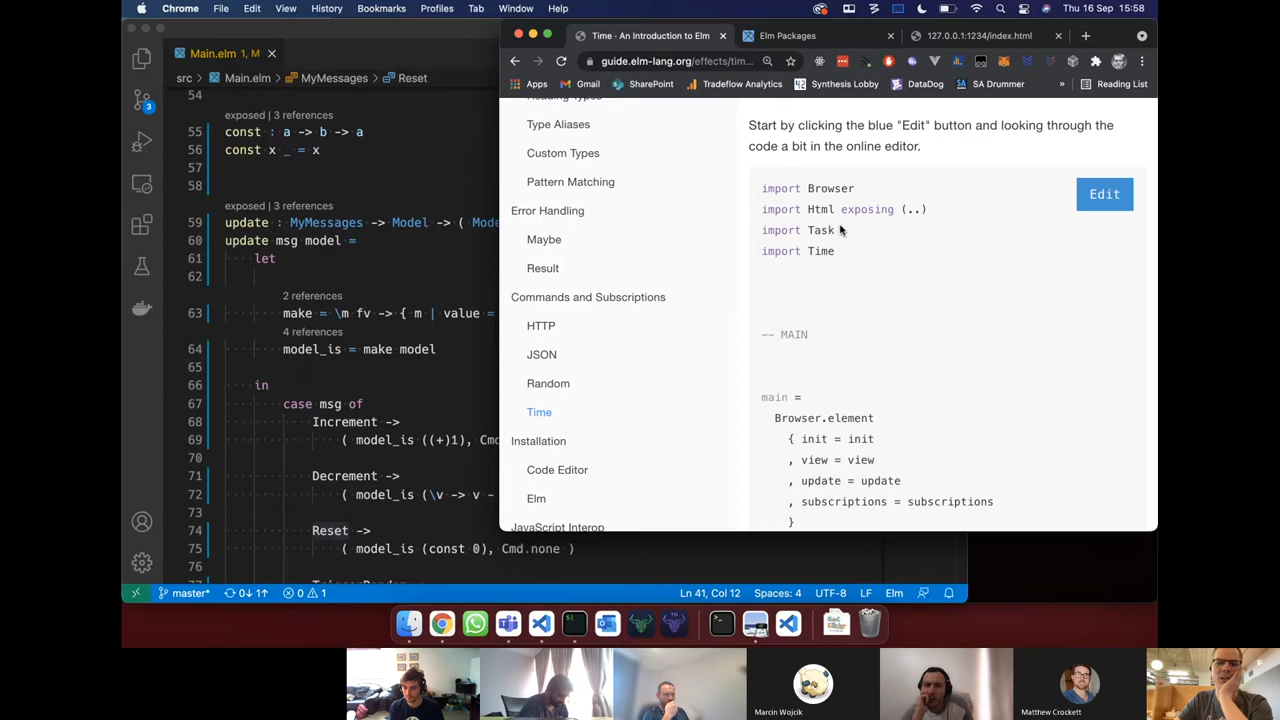 Chrome File Edit View History Bookmarks Profiles Tab Window Help Thu 16 Sep 15:58
Main.elm 1, M
src > Main.elm > MyMessages > Reset
54
exposed | 3 references
55 const : a -> b -> a
56 const x _ = x
57
58
exposed | 3 references
59 update : MyMessages -> Model -> (
60 update msg model =
61 let
62
2 references
63 make = \m fv -> { m | value =
4 references
64 model_is = make model
65
66 in
67 case msg of
68 Increment ->
69 ( model_is ((+)1), Cm
70
71 Decrement ->
72 ( model_is (\v -> v -
73
74 Reset ->
75 ( model_is (const 0), Cmd.none )
76
master* 0↓ 1↑ 0 1 Ln 41, Col 12 Spaces: 4 UTF-8 LF Elm
3
Time · An Introduction to Elm
Elm Packages
127.0.0.1:1234/index.html
guide.elm-lang.org/effects/tim...
Apps Gmail SharePoint Tradeflow Analytics Synthesis Lobby DataDog SA Drummer » Reading List
Type Aliases
Custom Types
Pattern Matching
Error Handling
Maybe
Result
Commands and Subscriptions
HTTP
JSON
Random
Time
Installation
Code Editor
Elm
JavaScript Interop
Start by clicking the blue "Edit" button and looking through the
code a bit in the online editor.
Edit
import Browser
import Html exposing (..)
import Task
import Time
-- MAIN
main =
Browser.element
{ init = init
, view = view
, update = update
, subscriptions = subscriptions
}
Marcin Wojcik
Matthew Crockett